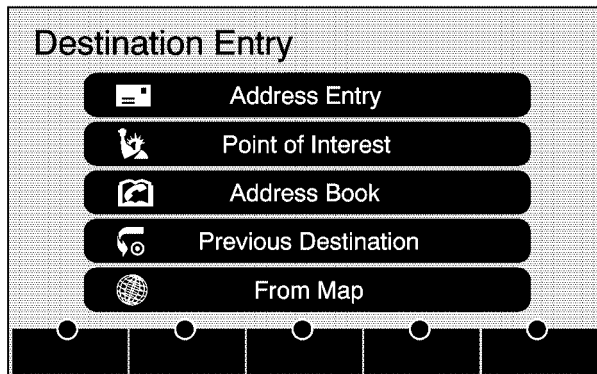 Destination Entry
Address Entry
Point of Interest
Address Book
Previous Destination
From Map